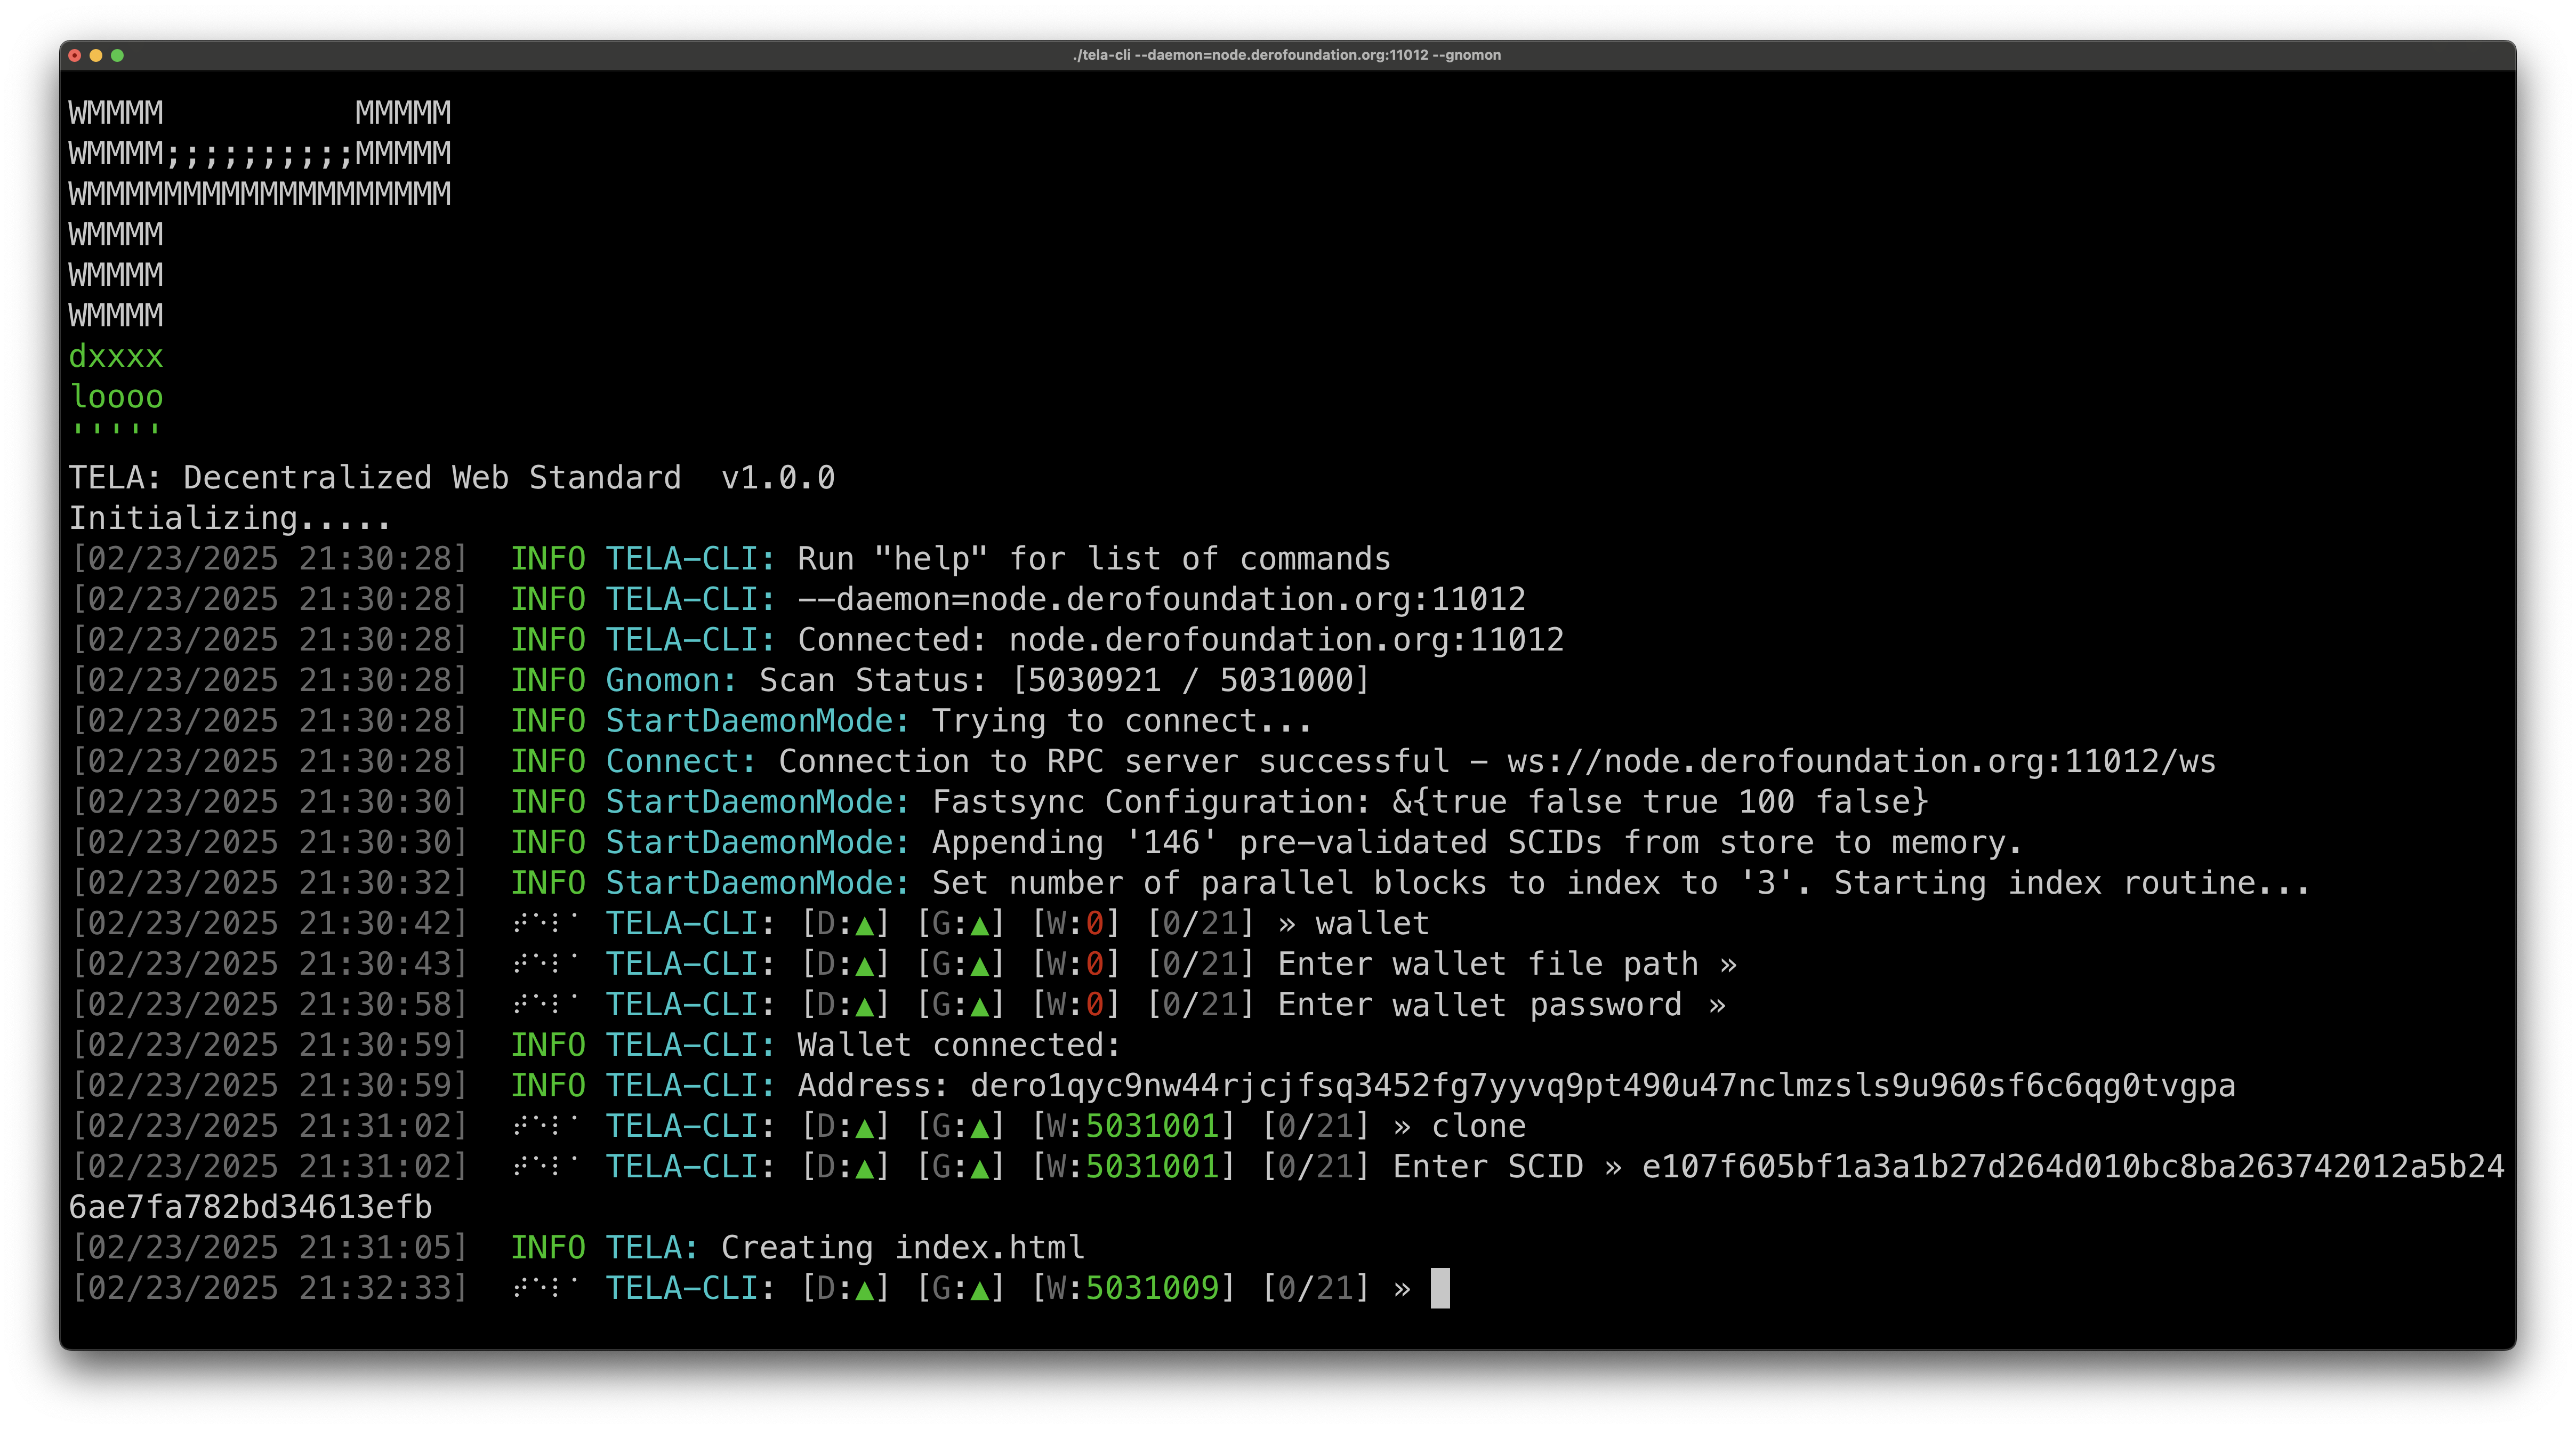 ./tela-cli --daemon=node.derofoundation.org:11012 --gnomon
WMMMM          MMMMM
WMMMM;;;;;;;;;;MMMMM
WMMMMMMMMMMMMMMMMMMM
WMMMM
WMMMM
WMMMM
dxxxx
loooo
'''''
TELA: Decentralized Web Standard  v1.0.0
Initializing.....
[02/23/2025 21:30:28]  INFO TELA-CLI: Run "help" for list of commands
[02/23/2025 21:30:28]  INFO TELA-CLI: --daemon=node.derofoundation.org:11012
[02/23/2025 21:30:28]  INFO TELA-CLI: Connected: node.derofoundation.org:11012
[02/23/2025 21:30:28]  INFO Gnomon: Scan Status: [5030921 / 5031000]
[02/23/2025 21:30:28]  INFO StartDaemonMode: Trying to connect...
[02/23/2025 21:30:28]  INFO Connect: Connection to RPC server successful - ws://node.derofoundation.org:11012/ws
[02/23/2025 21:30:30]  INFO StartDaemonMode: Fastsync Configuration: &{true false true 100 false}
[02/23/2025 21:30:30]  INFO StartDaemonMode: Appending '146' pre-validated SCIDs from store to memory.
[02/23/2025 21:30:32]  INFO StartDaemonMode: Set number of parallel blocks to index to '3'. Starting index routine...
[02/23/2025 21:30:42]  ⠞⠑⠇⠁ TELA-CLI: [D:▲] [G:▲] [W:0] [0/21] » wallet
[02/23/2025 21:30:43]  ⠞⠑⠇⠁ TELA-CLI: [D:▲] [G:▲] [W:0] [0/21] Enter wallet file path »
[02/23/2025 21:30:58]  ⠞⠑⠇⠁ TELA-CLI: [D:▲] [G:▲] [W:0] [0/21] Enter wallet password »
[02/23/2025 21:30:59]  INFO TELA-CLI: Wallet connected:
[02/23/2025 21:30:59]  INFO TELA-CLI: Address: dero1qyc9nw44rjcjfsq3452fg7yyvq9pt490u47nclmzsls9u960sf6c6qg0tvgpa
[02/23/2025 21:31:02]  ⠞⠑⠇⠁ TELA-CLI: [D:▲] [G:▲] [W:5031001] [0/21] » clone
[02/23/2025 21:31:02]  ⠞⠑⠇⠁ TELA-CLI: [D:▲] [G:▲] [W:5031001] [0/21] Enter SCID » e107f605bf1a3a1b27d264d010bc8ba263742012a5b24
6ae7fa782bd34613efb
[02/23/2025 21:31:05]  INFO TELA: Creating index.html
[02/23/2025 21:32:33]  ⠞⠑⠇⠁ TELA-CLI: [D:▲] [G:▲] [W:5031009] [0/21] »